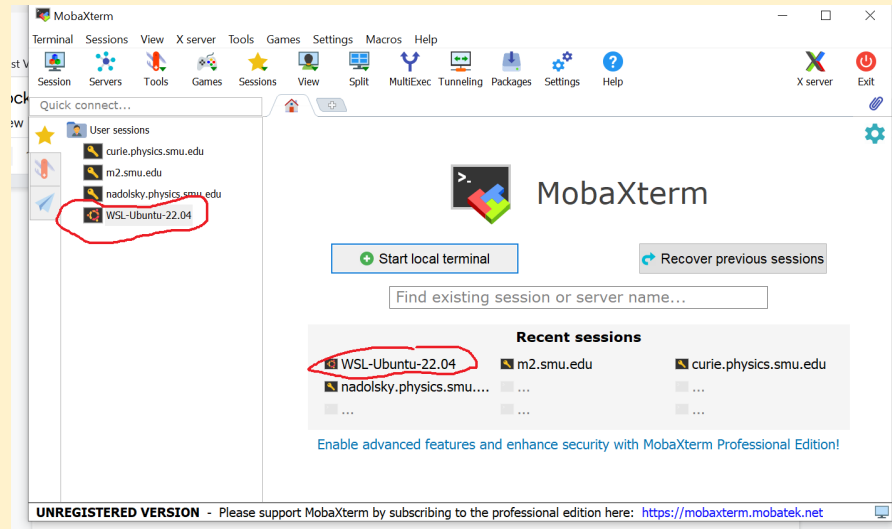 MobaXterm
Terminal Sessions View X server Tools Games Settings Macros Help
Session Servers Tools Games Sessions View Split MultiExec Tunneling Packages Settings Help X server Exit
Quick connect...
User sessions
curie.physics.smu.edu
m2.smu.edu
nadolsky.physics.smu.edu
WSL-Ubuntu-22.04
>_
MobaXterm
Start local terminal Recover previous sessions
Find existing session or server name...
Recent sessions
WSL-Ubuntu-22.04 m2.smu.edu curie.physics.smu.edu
nadolsky.physics.smu.... ... 
... ... ...
Enable advanced features and enhance security with MobaXterm Professional Edition!
UNREGISTERED VERSION - Please support MobaXterm by subscribing to the professional edition here: https://mobaxterm.mobatek.net